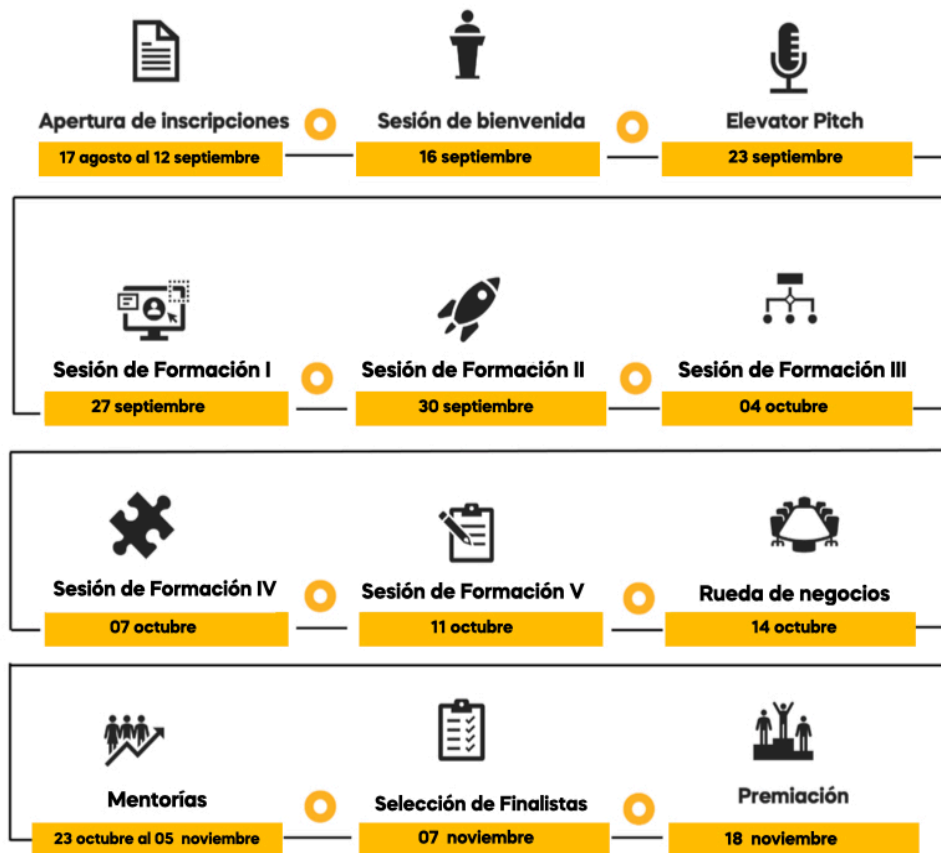 Apertura de inscripciones
17 agosto al 12 septiembre
Sesión de bienvenida
16 septiembre
Elevator Pitch
23 septiembre
Sesión de Formación I
27 septiembre
Sesión de Formación II
30 septiembre
Sesión de Formación III
04 octubre
Sesión de Formación IV
07 octubre
Sesión de Formación V
11 octubre
Rueda de negocios
14 octubre
Mentorías
23 octubre al 05 noviembre
Selección de Finalistas
07 noviembre
Premiación
18 noviembre